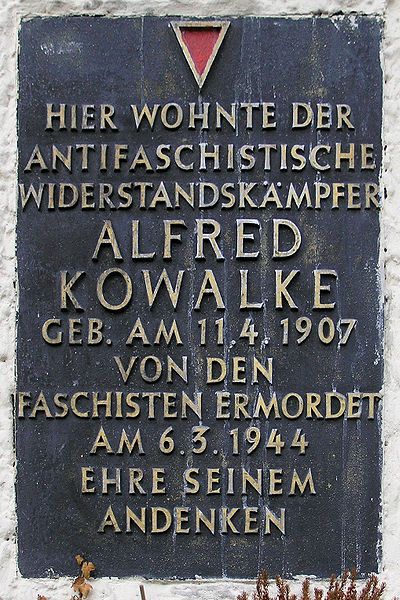 HIER WOHNTE DER
ANTIFASCHISTISCHE
WIDERSTANDSKÄMPFER
ALFRED
KOWALKE
GEB. AM 11.4.1907
VON DEN
FASCHISTEN ERMORDET
AM 6.3.1944
EHRE SEINEM
ANDENKEN